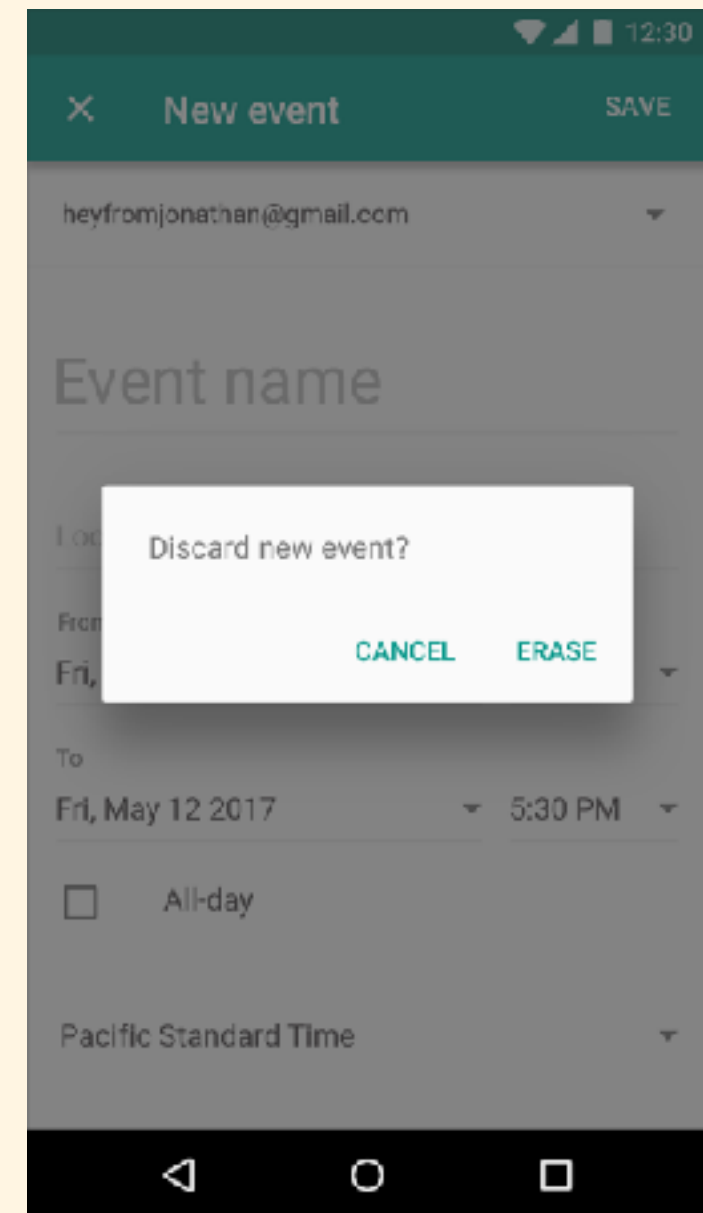 12:30
New event SAVE
heyfromjonathan@gmail.com
Event name
Discard new event?
CANCEL ERASE
Fri,
To
Fri, May 12 2017 5:30 PM
All-day
Pacific Standard Time